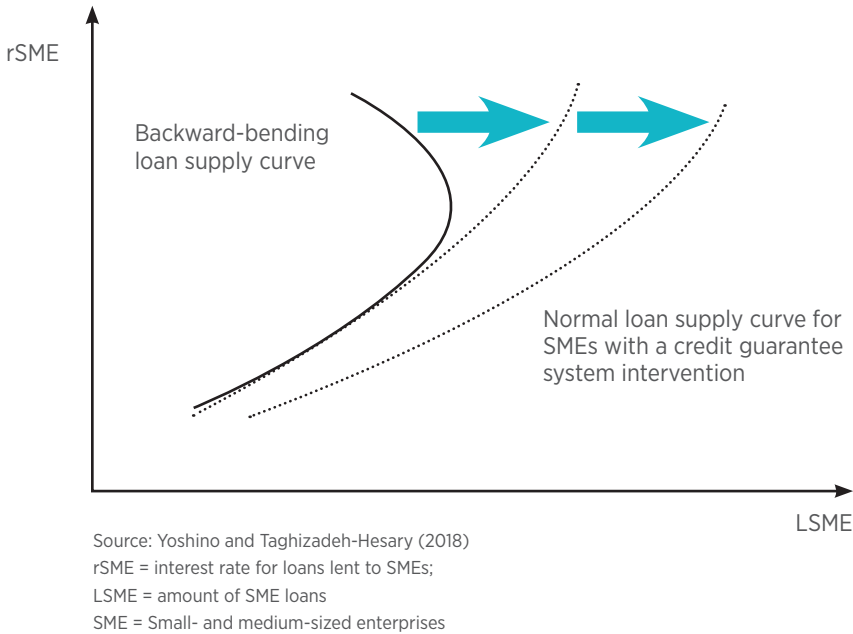 rSME
Backward-bending
loan supply curve
Normal loan supply curve for
SMEs with a credit guarantee
system intervention
LSME
Source: Yoshino and Taghizadeh-Hesary (2018)
rSME = interest rate for loans lent to SMEs;
LSME = amount of SME loans
SME = Small- and medium-sized enterprises